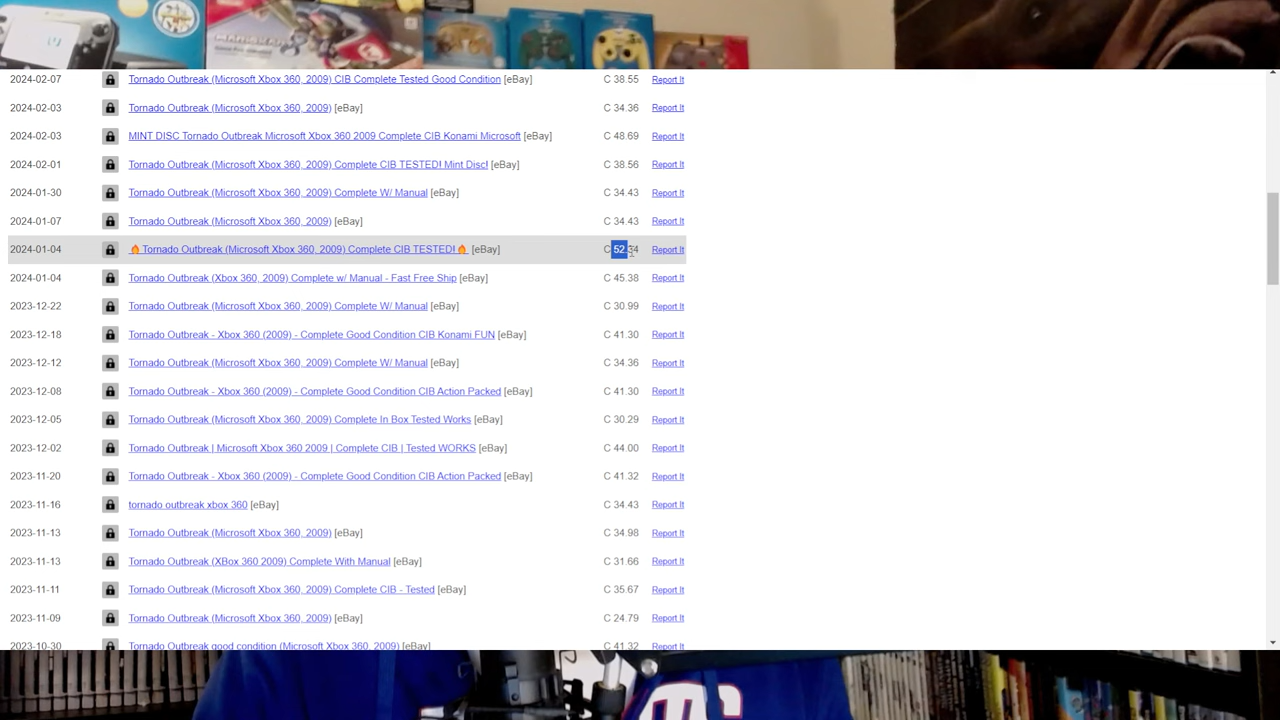 2024-02-07 Tornado Outbreak (Microsoft Xbox 360, 2009) CIB Complete Tested Good Condition [eBay] C 38.55 Report It
2024-02-03 Tornado Outbreak (Microsoft Xbox 360, 2009) [eBay] C 34.36 Report It
2024-02-03 MINT DISC Tornado Outbreak Microsoft Xbox 360 2009 Complete CIB Konami Microsoft [eBay] C 48.69 Report It
2024-02-01 Tornado Outbreak (Microsoft Xbox 360, 2009) Complete CIB TESTED! Mint Disc! [eBay] C 38.56 Report It
2024-01-30 Tornado Outbreak (Microsoft Xbox 360, 2009) Complete W/ Manual [eBay] C 34.43 Report It
2024-01-07 Tornado Outbreak (Microsoft Xbox 360, 2009) [eBay] C 34.43 Report It
2024-01-04 🔥Tornado Outbreak (Microsoft Xbox 360, 2009) Complete CIB TESTED!🔥 [eBay] C Report It
2024-01-04 Tornado Outbreak (Xbox 360, 2009) Complete w/ Manual - Fast Free Ship [eBay] C 45.38 Report It
2023-12-22 Tornado Outbreak (Microsoft Xbox 360, 2009) Complete W/ Manual [eBay] C 30.99 Report It
2023-12-18 Tornado Outbreak - Xbox 360 (2009) - Complete Good Condition CIB Konami FUN [eBay] C 41.30 Report It
2023-12-12 Tornado Outbreak (Microsoft Xbox 360, 2009) Complete W/ Manual [eBay] C 34.36 Report It
2023-12-08 Tornado Outbreak - Xbox 360 (2009) - Complete Good Condition CIB Action Packed [eBay] C 41.30 Report It
2023-12-05 Tornado Outbreak (Microsoft Xbox 360, 2009) Complete In Box Tested Works [eBay] C 30.29 Report It
2023-12-02 Tornado Outbreak | Microsoft Xbox 360 2009 | Complete CIB | Tested WORKS [eBay] C 44.00 Report It
2023-11-20 Tornado Outbreak - Xbox 360 (2009) - Complete Good Condition CIB Action Packed [eBay] C 41.32 Report It
2023-11-16 tornado outbreak xbox 360 [eBay] C 34.43 Report It
2023-11-13 Tornado Outbreak (Microsoft Xbox 360, 2009) [eBay] C 34.98 Report It
2023-11-13 Tornado Outbreak (XBox 360 2009) Complete With Manual [eBay] C 31.66 Report It
2023-11-11 Tornado Outbreak (Microsoft Xbox 360, 2009) Complete CIB - Tested [eBay] C 35.67 Report It
2023-11-09 Tornado Outbreak (Microsoft Xbox 360, 2009) [eBay] C 24.79 Report It
2023-10-30 Tornado Outbreak good condition (Microsoft Xbox 360, 2009) [eBay] C 41.32 Report It